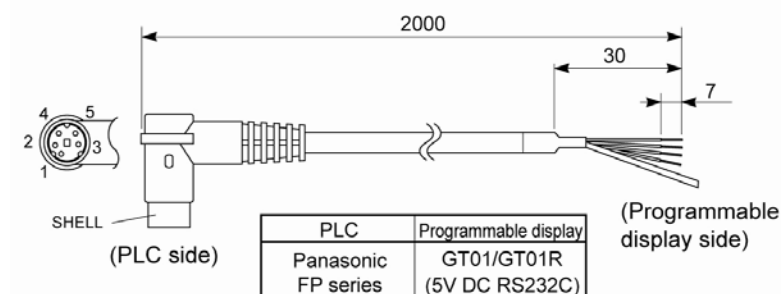 2000
30
7
4 5
2 3
1
SHELL
(PLC side)
(Programmable
display side)
PLC Programmable display
Panasonic GT01/GT01R
FP series (5V DC RS232C)